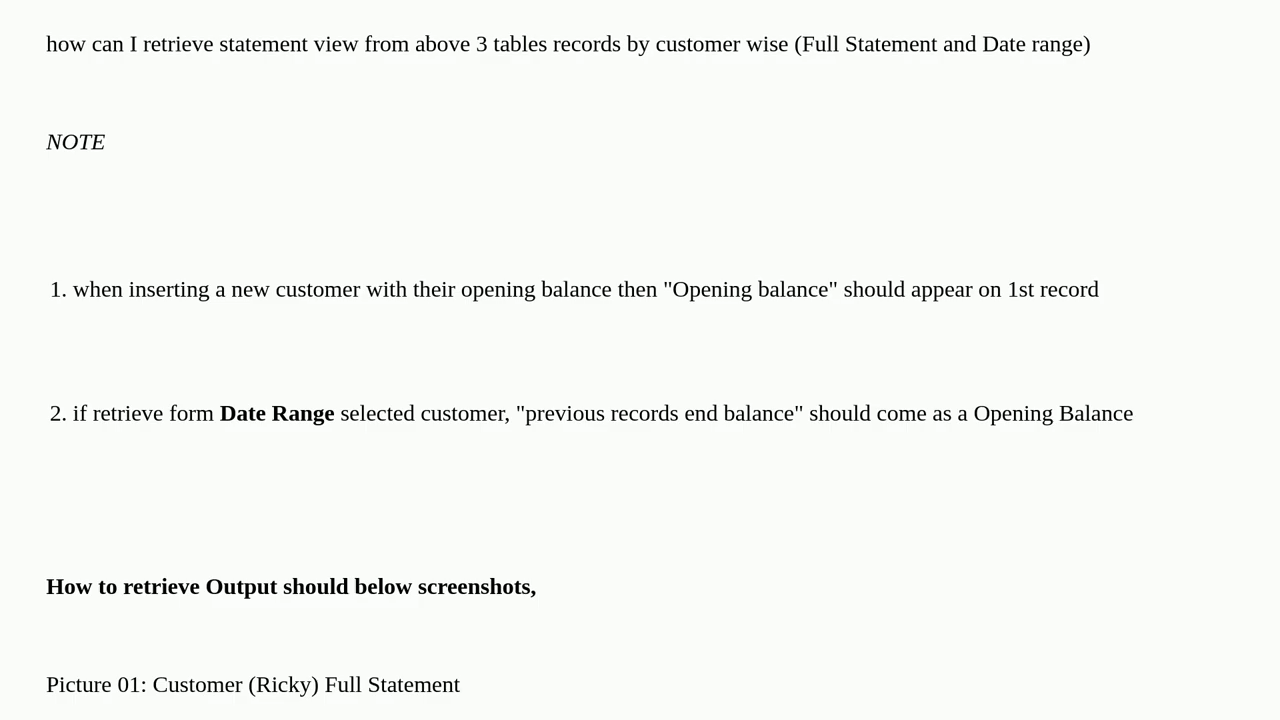 how can I retrieve statement view from above 3 tables records by customer wise (Full Statement and Date range)
NOTE
1. when inserting a new customer with their opening balance then "Opening balance" should appear on 1st record
2. if retrieve form Date Range selected customer, "previous records end balance" should come as a Opening Balance
How to retrieve Output should below screenshots,
Picture 01: Customer (Ricky) Full Statement